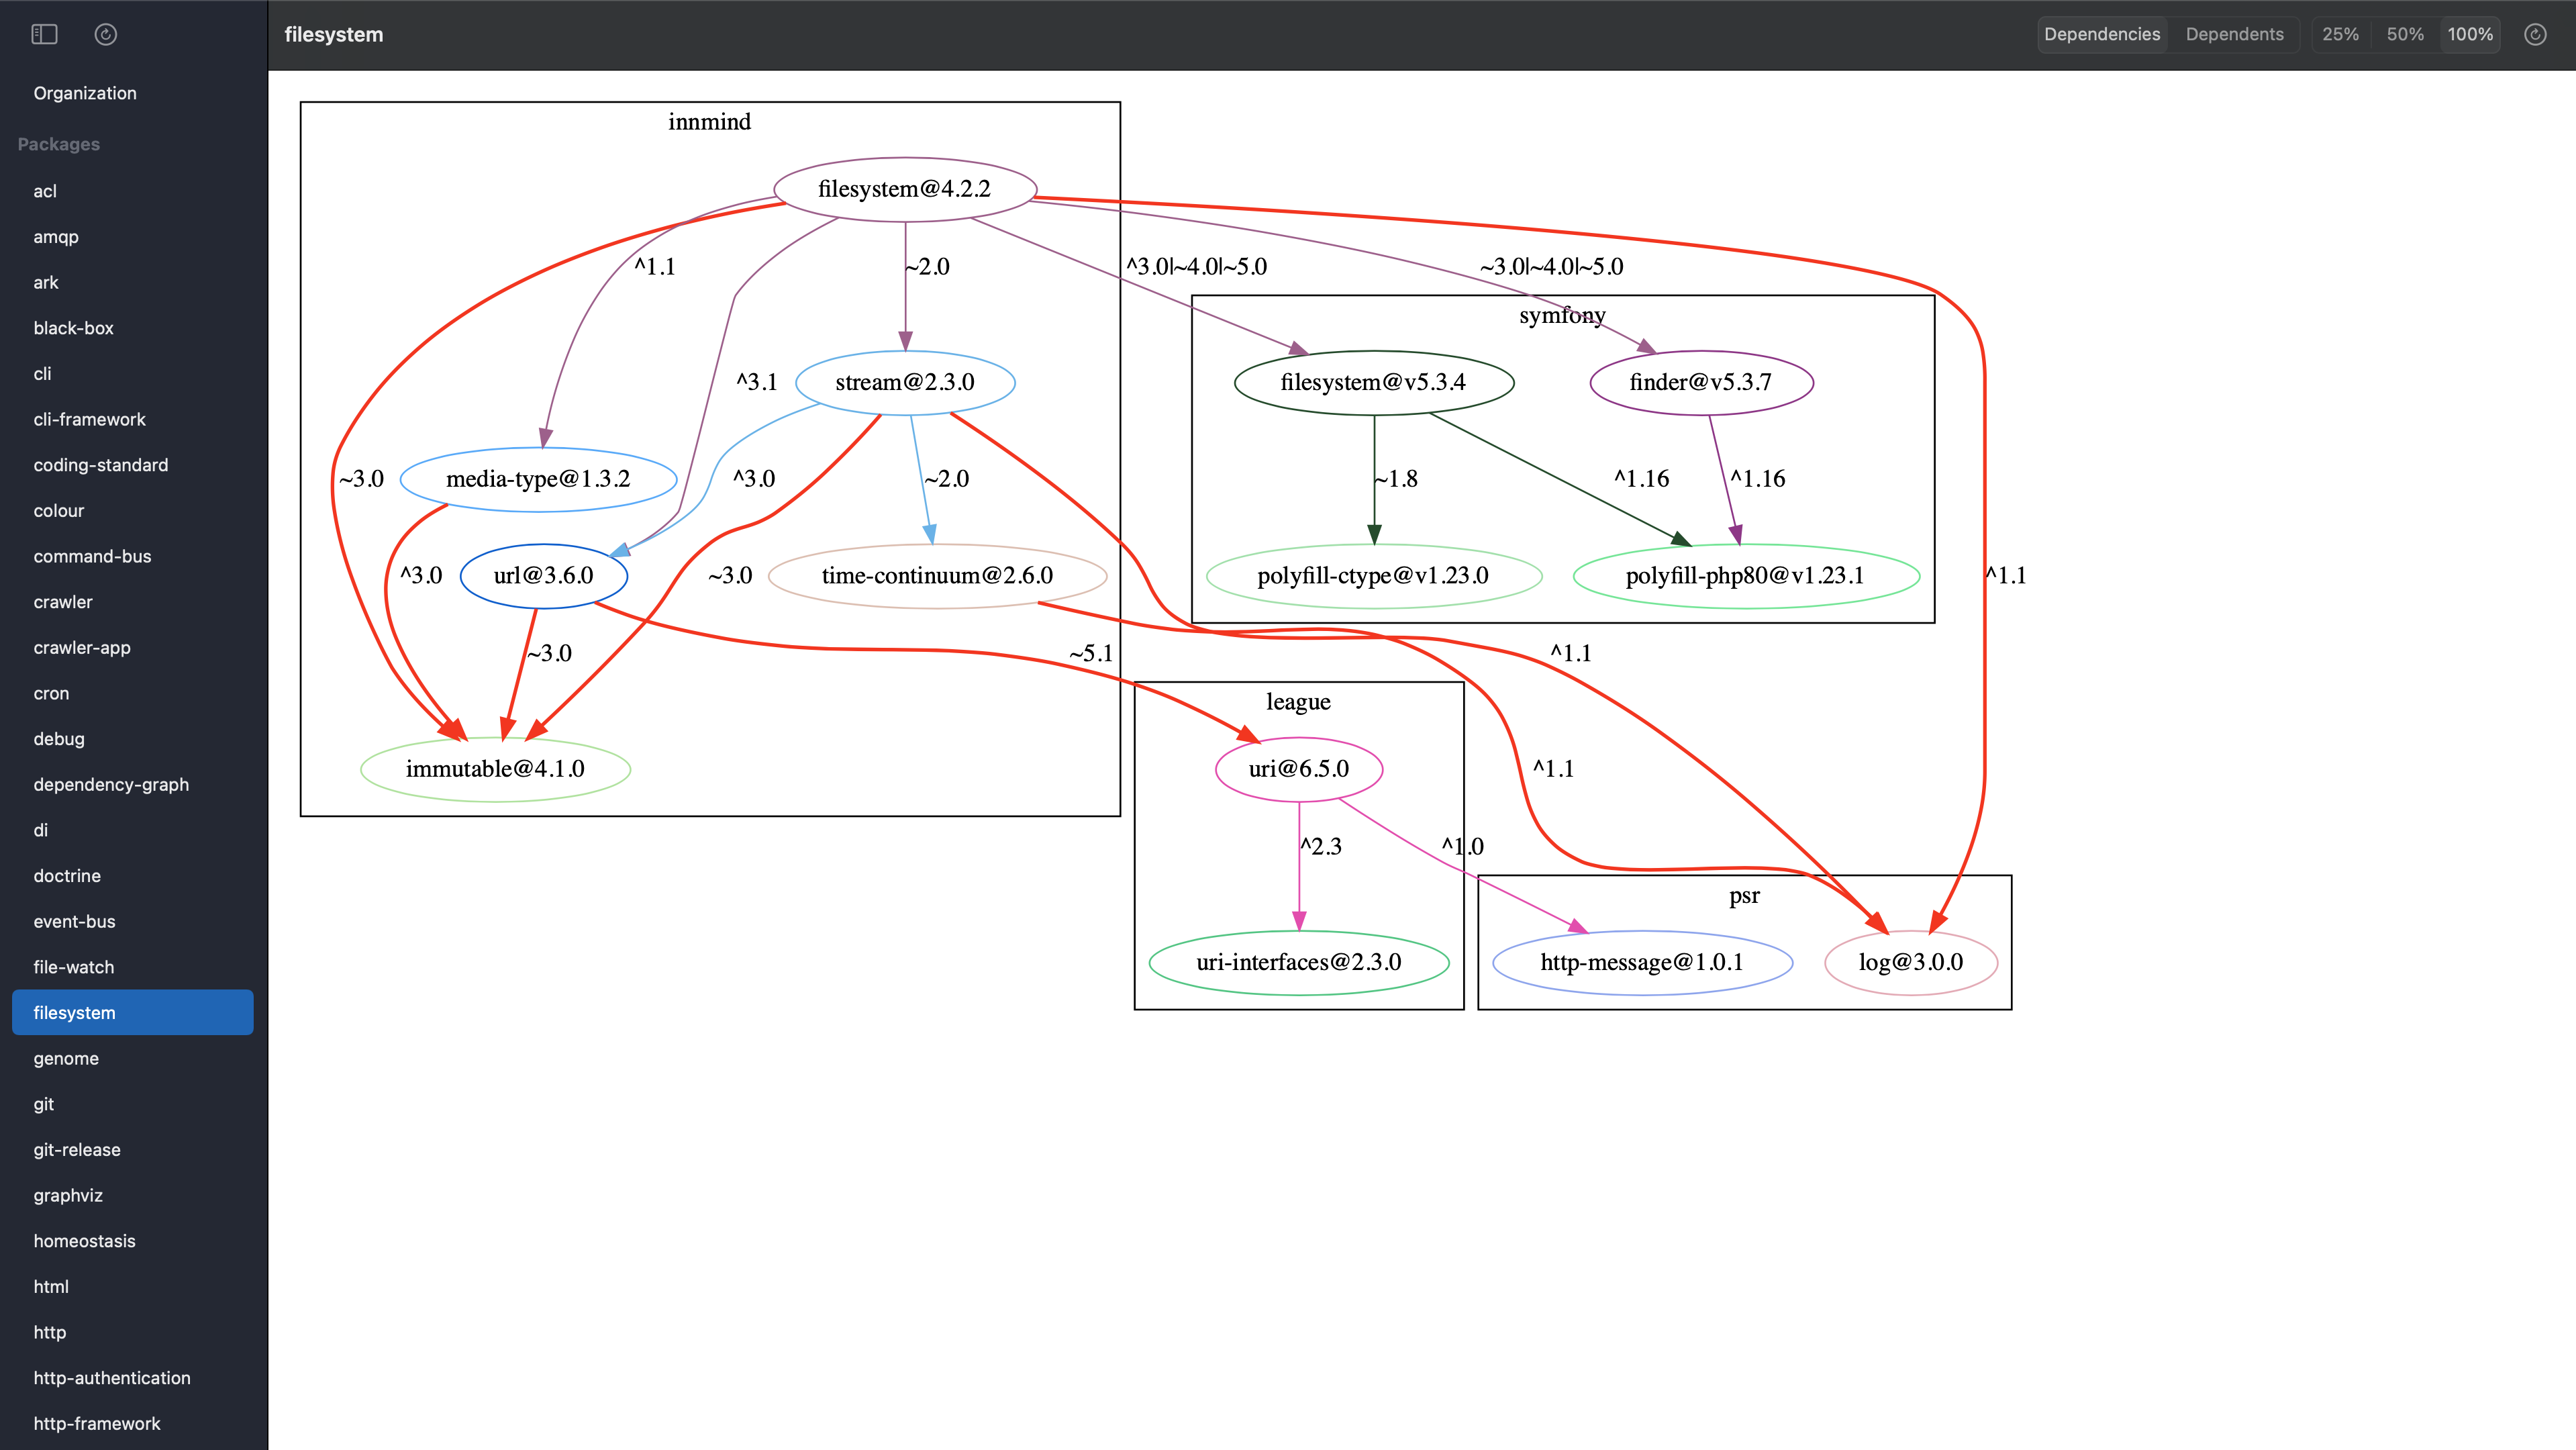 filesystem
Dependencies
Dependents
25%
50%
100%
Organization
Packages
acl
amqp
ark
black-box
cli
cli-framework
coding-standard
colour
command-bus
crawler
crawler-app
cron
debug
dependency-graph
di
doctrine
event-bus
file-watch
filesystem
genome
git
git-release
graphviz
homeostasis
html
http
http-authentication
http-framework
innmind
filesystem@4.2.2
^1.1
~2.0
^3.0|~4.0|~5.0
~3.0|~4.0|~5.0
symfony
^3.1
stream@2.3.0
filesystem@v5.3.4
finder@v5.3.7
~3.0
media-type@1.3.2
^3.0
~2.0
~1.8
^1.16
^1.16
^3.0
url@3.6.0
~3.0
time-continuum@2.6.0
polyfill-ctype@v1.23.0
polyfill-php80@v1.23.1
^1.1
~3.0
~5.1
^1.1
league
immutable@4.1.0
uri@6.5.0
^1.1
^2.3
^1.0
psr
uri-interfaces@2.3.0
http-message@1.0.1
log@3.0.0